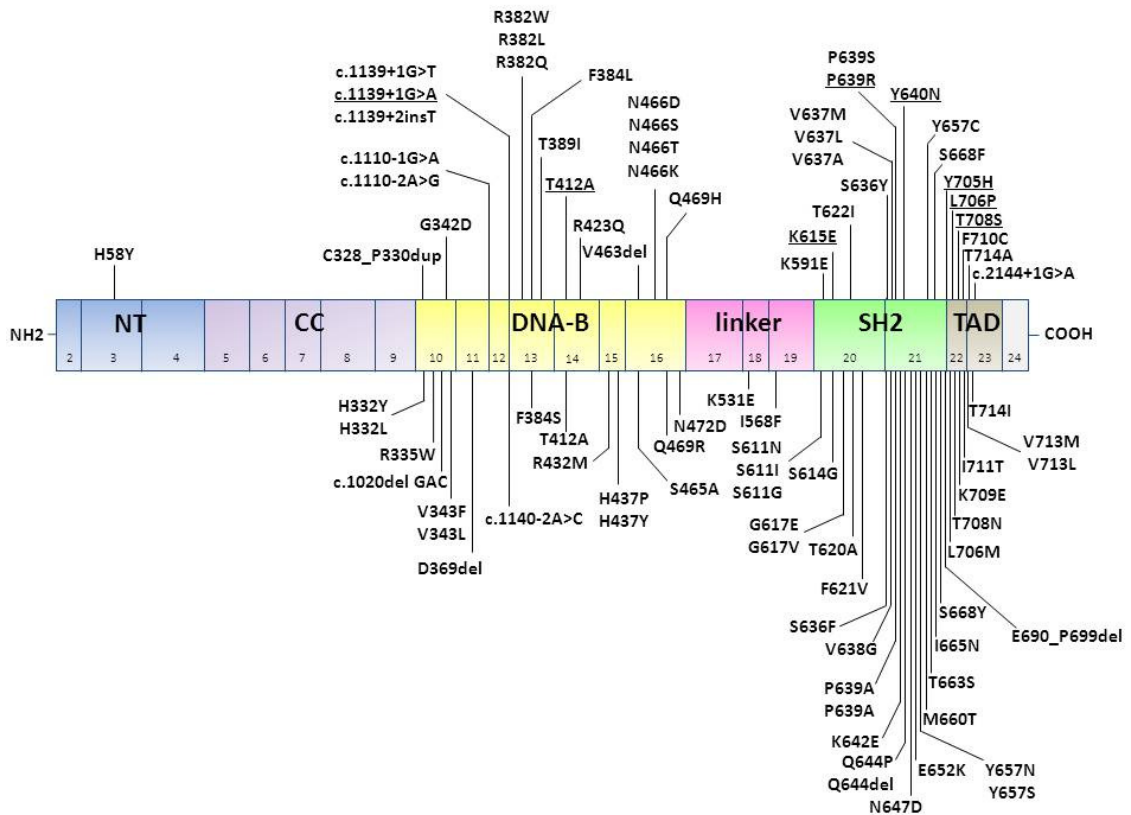 R382W
R382L
R382Q
c.1139+1G>T
c.1139+1G>A
c.1139+2insT
F384L
P639S
P639R
Y640N
N466D
N466S
N466T
N466K
V637M
V637L
V637A
Y657C
c.1110-1G>A
c.1110-2A>G
T389I
T412A
S668F
S636Y
Y705H
L706P
T708S
F710C
T714A
c.2144+1G>A
Q469H
G342D
R423Q
T622I
K615E
K591E
H58Y
C328_P330dup
V463del
NH2
NT
CC
DNA-B
linker
SH2
TAD
COOH
2 3 4 5 6 7 8 9 10 11 12 13 14 15 16 17 18 19 20 21 22 23 24
H332Y
H332L
R335W
c.1020del GAC
V343F
V343L
D369del
F384S
T412A
R432M
c.1140-2A>C
H437P
H437Y
S465A
Q469R
N472D
K531E
I568F
S611N
S611I
S611G
S614G
G617E
G617V
T620A
F621V
S636F
V638G
P639A
P639A
K642E
Q644P
Q644del
N647D
E652K
Y657N
Y657S
M660T
T663S
I665N
S668Y
E690_P699del
L706M
T708N
K709E
I711T
V713M
V713L
T714I